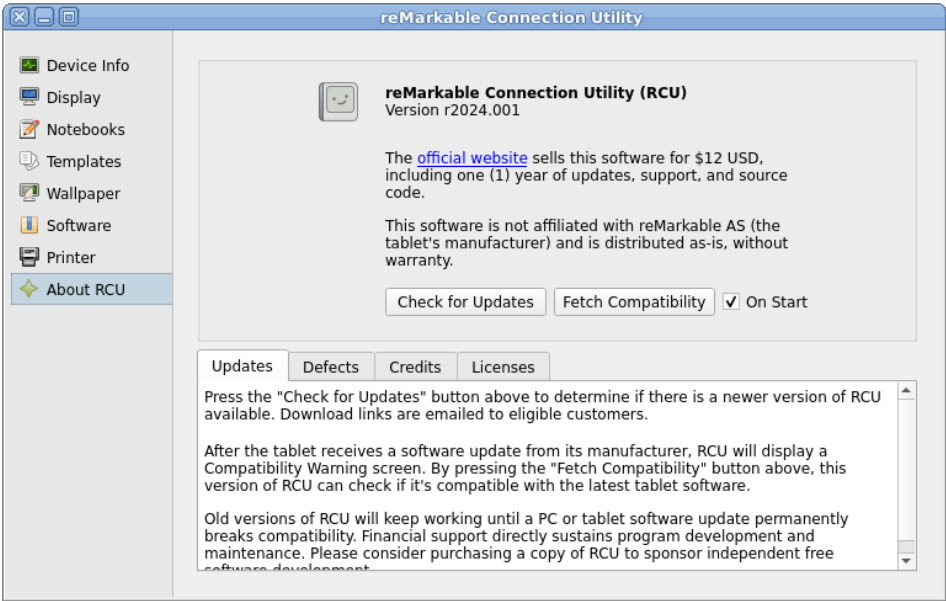 reMarkable Connection Utility
Device Info
Display
Notebooks
Templates
Wallpaper
Software
Printer
About RCU
reMarkable Connection Utility (RCU)
Version r2024.001
The official website sells this software for $12 USD,
including one (1) year of updates, support, and source
code.
This software is not affiliated with reMarkable AS (the
tablet's manufacturer) and is distributed as-is, without
warranty.
Check for Updates
Fetch Compatibility
On Start
Updates
Defects
Credits
Licenses
Press the "Check for Updates" button above to determine if there is a newer version of RCU
available. Download links are emailed to eligible customers.
After the tablet receives a software update from its manufacturer, RCU will display a
Compatibility Warning screen. By pressing the "Fetch Compatibility" button above, this
version of RCU can check if it's compatible with the latest tablet software.
Old versions of RCU will keep working until a PC or tablet software update permanently
breaks compatibility. Financial support directly sustains program development and
maintenance. Please consider purchasing a copy of RCU to sponsor independent free
software development.